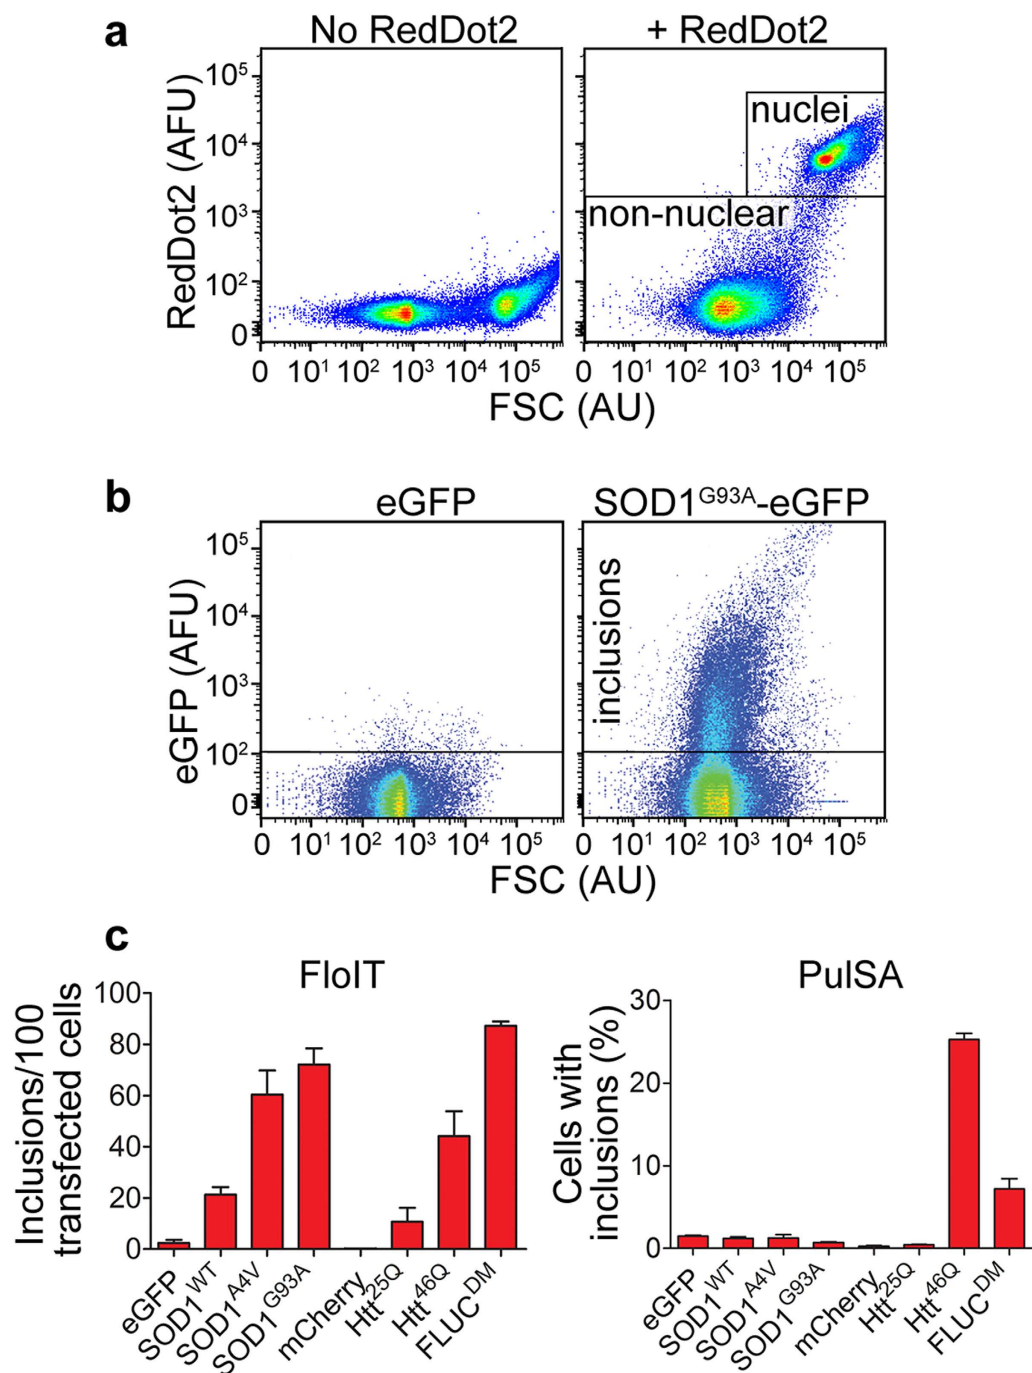 a
No RedDot2
+ RedDot2
RedDot2 (AFU)
10⁵
10⁴
10³
10²
0
nuclei
non-nuclear
0 10¹ 10² 10³ 10⁴ 10⁵
0 10¹ 10² 10³ 10⁴ 10⁵
FSC (AU)
b
eGFP
SOD1ᴳ⁹³ᴬ-eGFP
eGFP (AFU)
10⁵
10⁴
10³
10²
0
inclusions
0 10¹ 10² 10³ 10⁴ 10⁵
0 10¹ 10² 10³ 10⁴ 10⁵
FSC (AU)
c
FloIT
Inclusions/100
transfected cells
100
80
60
40
20
0
eGFP
SOD1ᵂᵀ
SOD1ᴬ⁴ⱽ
SOD1ᴳ⁹³ᴬ
mCherry
Htt²⁵Q
Htt⁴⁶Q
FLUCᴰᴹ
PulSA
Cells with
inclusions (%)
30
20
10
0
eGFP
SOD1ᵂᵀ
SOD1ᴬ⁴ⱽ
SOD1ᴳ⁹³ᴬ
mCherry
Htt²⁵Q
Htt⁴⁶Q
FLUCᴰᴹ